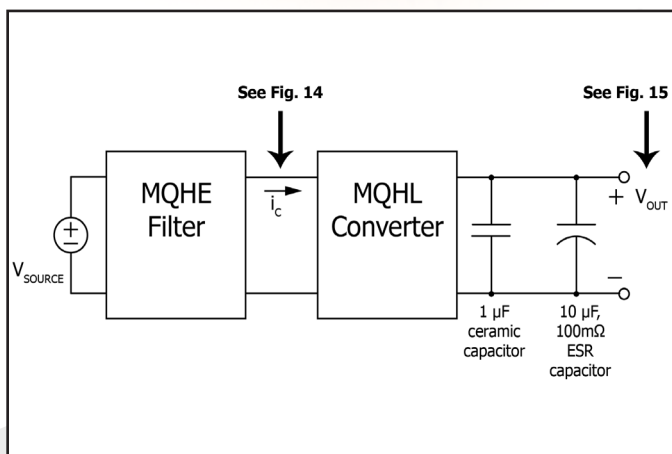 See Fig. 14
See Fig. 15
MQHE
Filter
MQHL
Converter
i_C
V_SOURCE
+
−
+
V_OUT
−
1 µF
ceramic
capacitor
10 µF,
100mΩ
ESR
capacitor